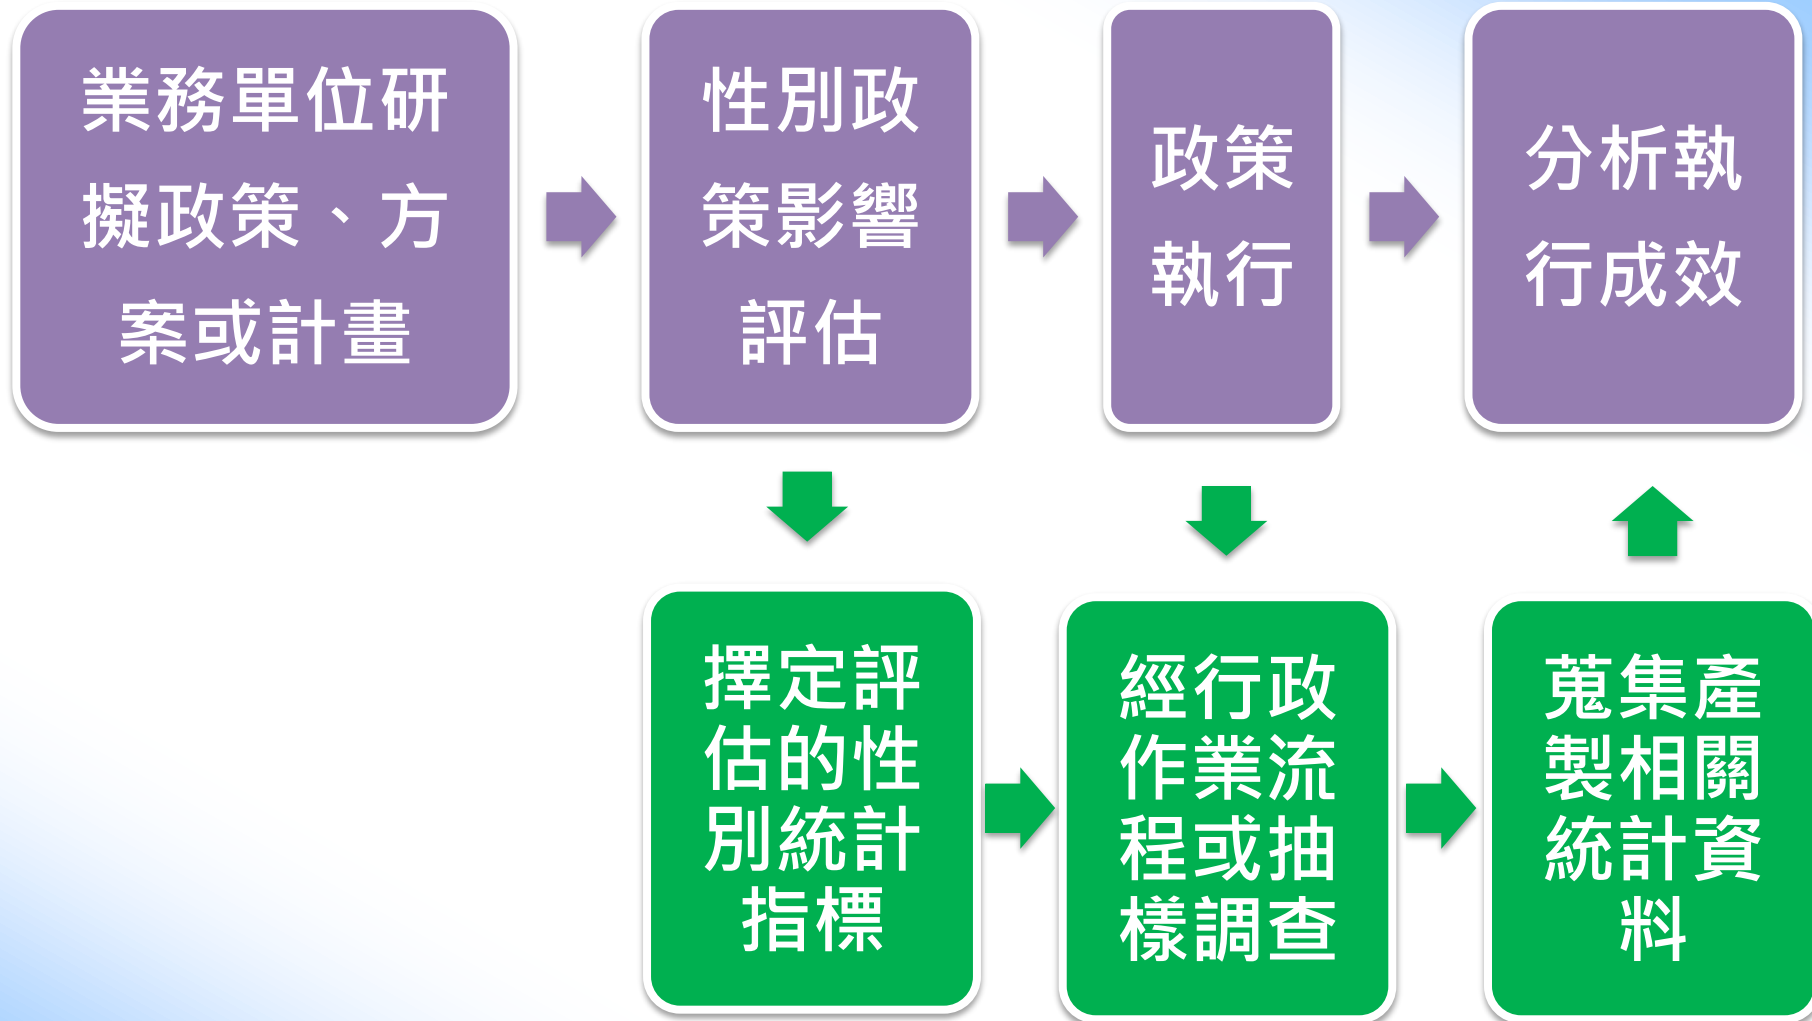 業務單位研
擬政策、方
案或計畫
性別政
策影響
評估
政策
執行
分析執
行成效
擇定評
估的性
別統計
指標
經行政
作業流
程或抽
樣調查
蒐集產
製相關
統計資
料